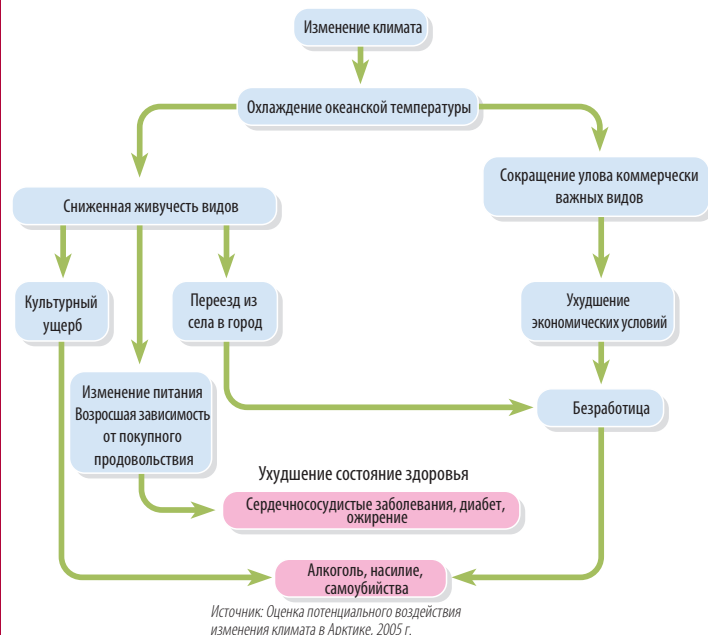 Изменение климата
Охлаждение океанской температуры
Сокращение улова коммерчески
важных видов
Сниженная живучесть видов
Культурный
ущерб
Переезд из
села в город
Ухудшение
экономических условий
Изменение питания
Возросшая зависимость
от покупного
продовольствия
Безработица
Ухудшение состояние здоровья
Сердечнососудистые заболевания, диабет,
ожирение
Алкоголь, насилие,
самоубийства
Источник: Оценка потенциального воздействия
изменения климата в Арктике, 2005 г.